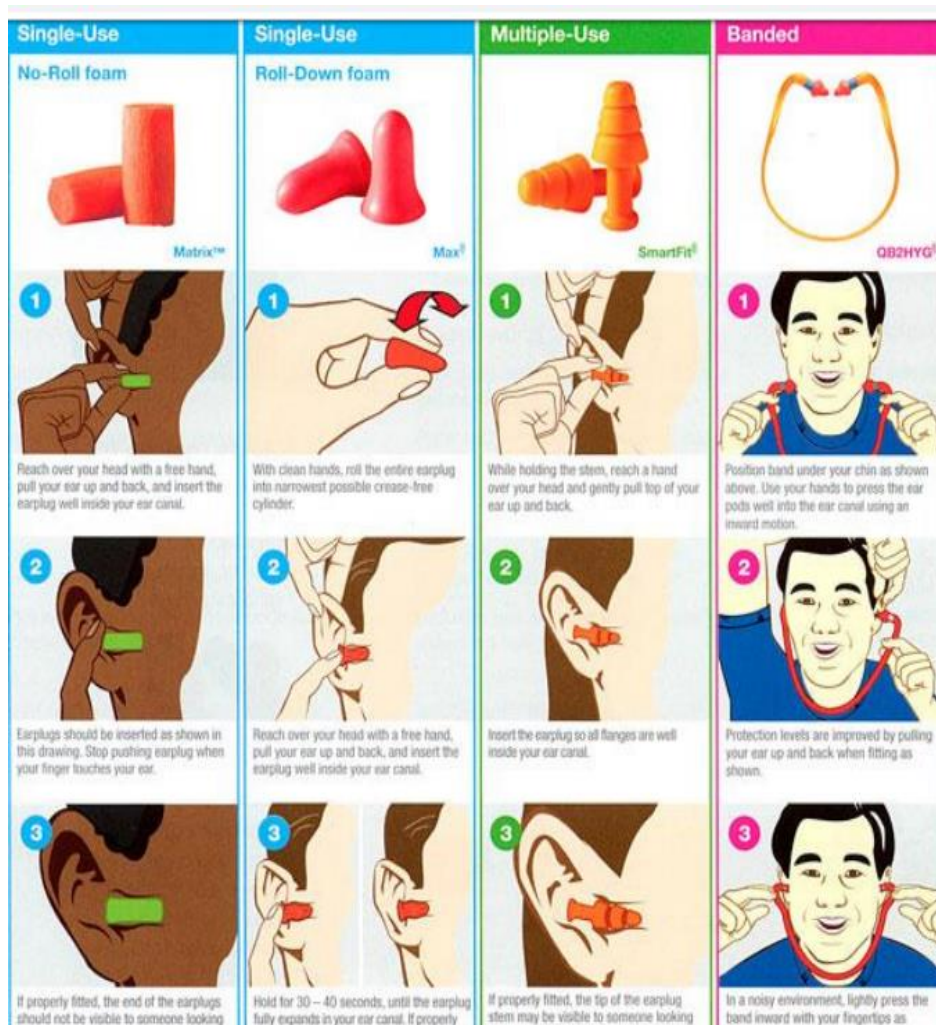 Single-Use
No-Roll foam
Matrix™
1
Reach over your head with a free hand,
pull your ear up and back, and insert the
earplug well inside your ear canal.
2
Earplugs should be inserted as shown in
this drawing. Stop pushing earplug when
your finger touches your ear.
3
If properly fitted, the end of the earplugs
should not be visible to someone looking
Single-Use
Roll-Down foam
Max®
1
With clean hands, roll the entire earplug
into narrowest possible crease-free
cylinder.
2
Reach over your head with a free hand,
pull your ear up and back, and insert the
earplug well inside your ear canal.
3
Hold for 30 – 40 seconds, until the earplug
fully expands in your ear canal. If properly
Multiple-Use
SmartFit®
1
While holding the stem, reach a hand
over your head and gently pull top of your
ear up and back.
2
Insert the earplug so all flanges are well
inside your ear canal.
3
If properly fitted, the tip of the earplug
stem may be visible to someone looking
Banded
QB2HYG®
1
Position band under your chin as shown
above. Use your hands to press the ear
pods well into the ear canal using an
inward motion.
2
Protection levels are improved by pulling
your ear up and back when fitting as
shown.
3
In a noisy environment, lightly press the
band inward with your fingertips as